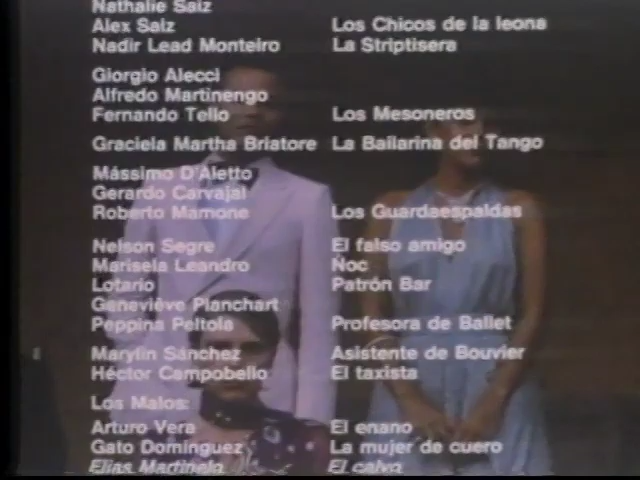 Nathalie Saiz
Alex Saiz Los Chicos de la leona
Nadir Lead Monteiro La Striptisera
Giorgio Alecci
Alfredo Martinengo
Fernando Tello Los Mesoneros
Graciela Martha Briatore La Bailarina del Tango
Mássimo D'Aletto
Gerardo Carvajal
Roberto Mamone Los Guardaespaldas
Nelson Segre El falso amigo
Marisela Leandro Ñoc
Lotario Patrón Bar
Geneviève Planchart
Peppina Peltola Profesora de Ballet
Marylin Sánchez Asistente de Bouvier
Héctor Campobello El taxista
Los Malos:
Arturo Vera El enano
Gato Domínguez La mujer de cuero
Elias Martinelo El calvo